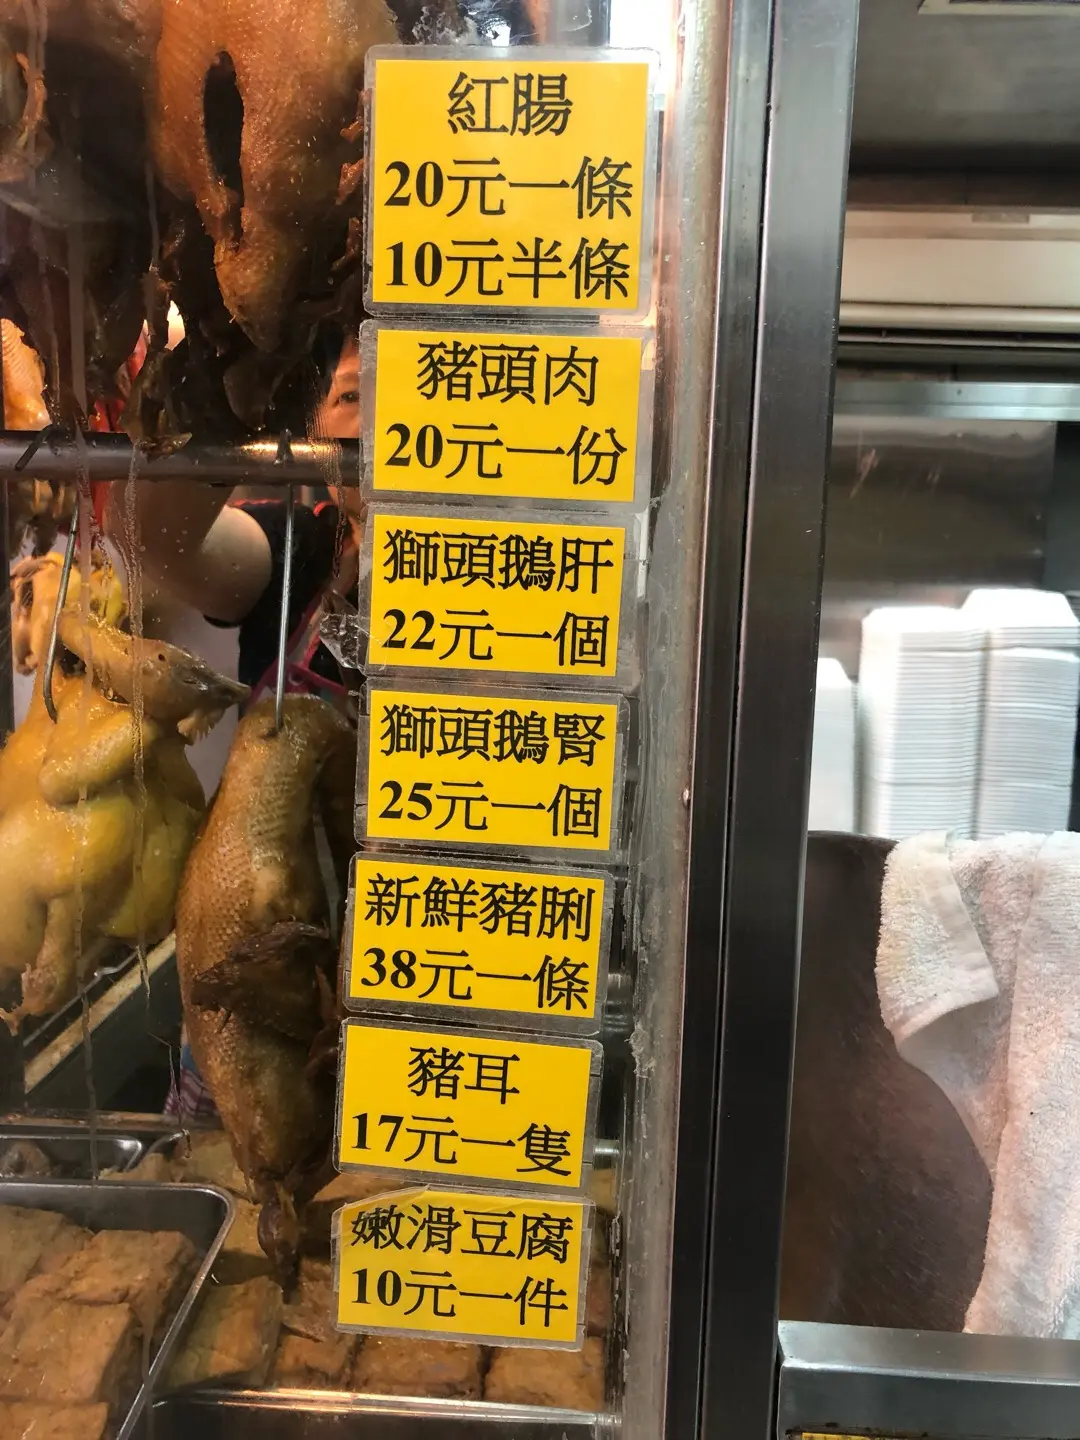 紅腸
20元一條
10元半條
豬頭肉
20元一份
獅頭鵝肝
22元一個
獅頭鵝腎
25元一個
新鮮豬脷
38元一條
豬耳
17元一隻
嫩滑豆腐
10元一件